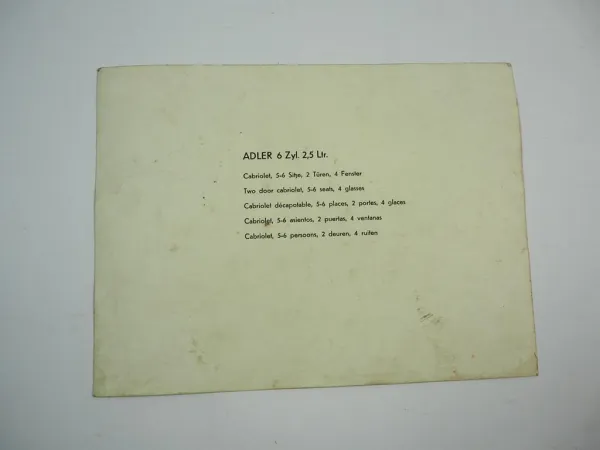 ADLER 6 Zyl. 2,5 Ltr.
Cabriolet, 5-6 Sitze, 2 Türen, 4 Fenster
Two door cabriolet, 5-6 seats, 4 glasses
Cabriolet décapotable, 5-6 places, 2 portes, 4 glaces
Cabriolet, 5-6 asientos, 2 puertas, 4 ventanas
Cabriolet, 5-6 persoons, 2 deuren, 4 ruiten